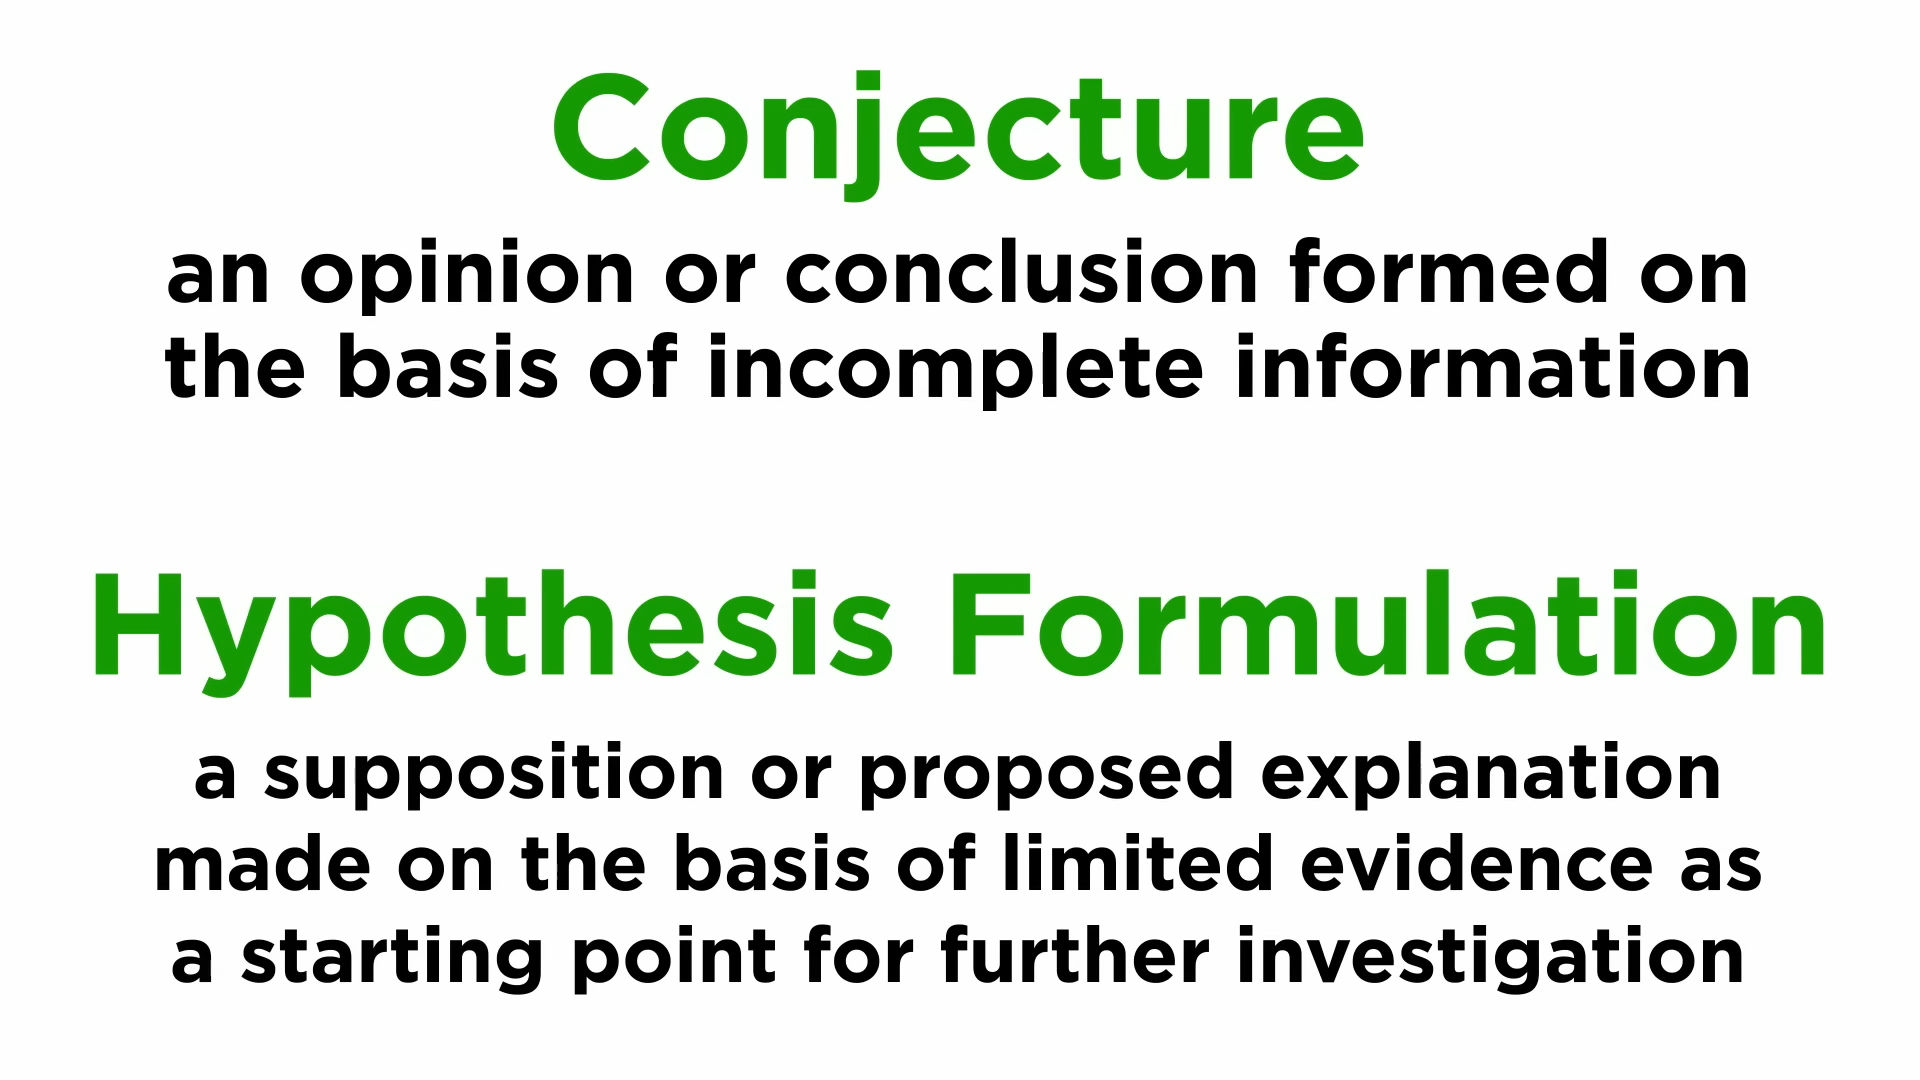 Conjecture
an opinion or conclusion formed on
the basis of incomplete information
Hypothesis Formulation
a supposition or proposed explanation
made on the basis of limited evidence as
a starting point for further investigation